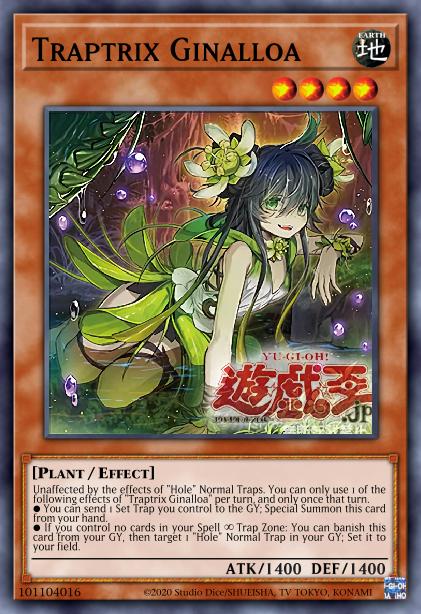 TRAPTRIX GINALLOA
EARTH
地
YU-GI-OH!
遊戯王
.jp
[PLANT / EFFECT]
Unaffected by the effects of "Hole" Normal Traps. You can only use 1 of the
following effects of "Traptrix Ginalloa" per turn, and only once that turn.
● You can send 1 Set Trap you control to the GY; Special Summon this card
from your hand.
● If you control no cards in your Spell ∞ Trap Zone: You can banish this
card from your GY, then target 1 "Hole" Normal Trap in your GY; Set it to
your field.
ATK/1400 DEF/1400
101104016
©2020 Studio Dice/SHUEISHA, TV TOKYO, KONAMI